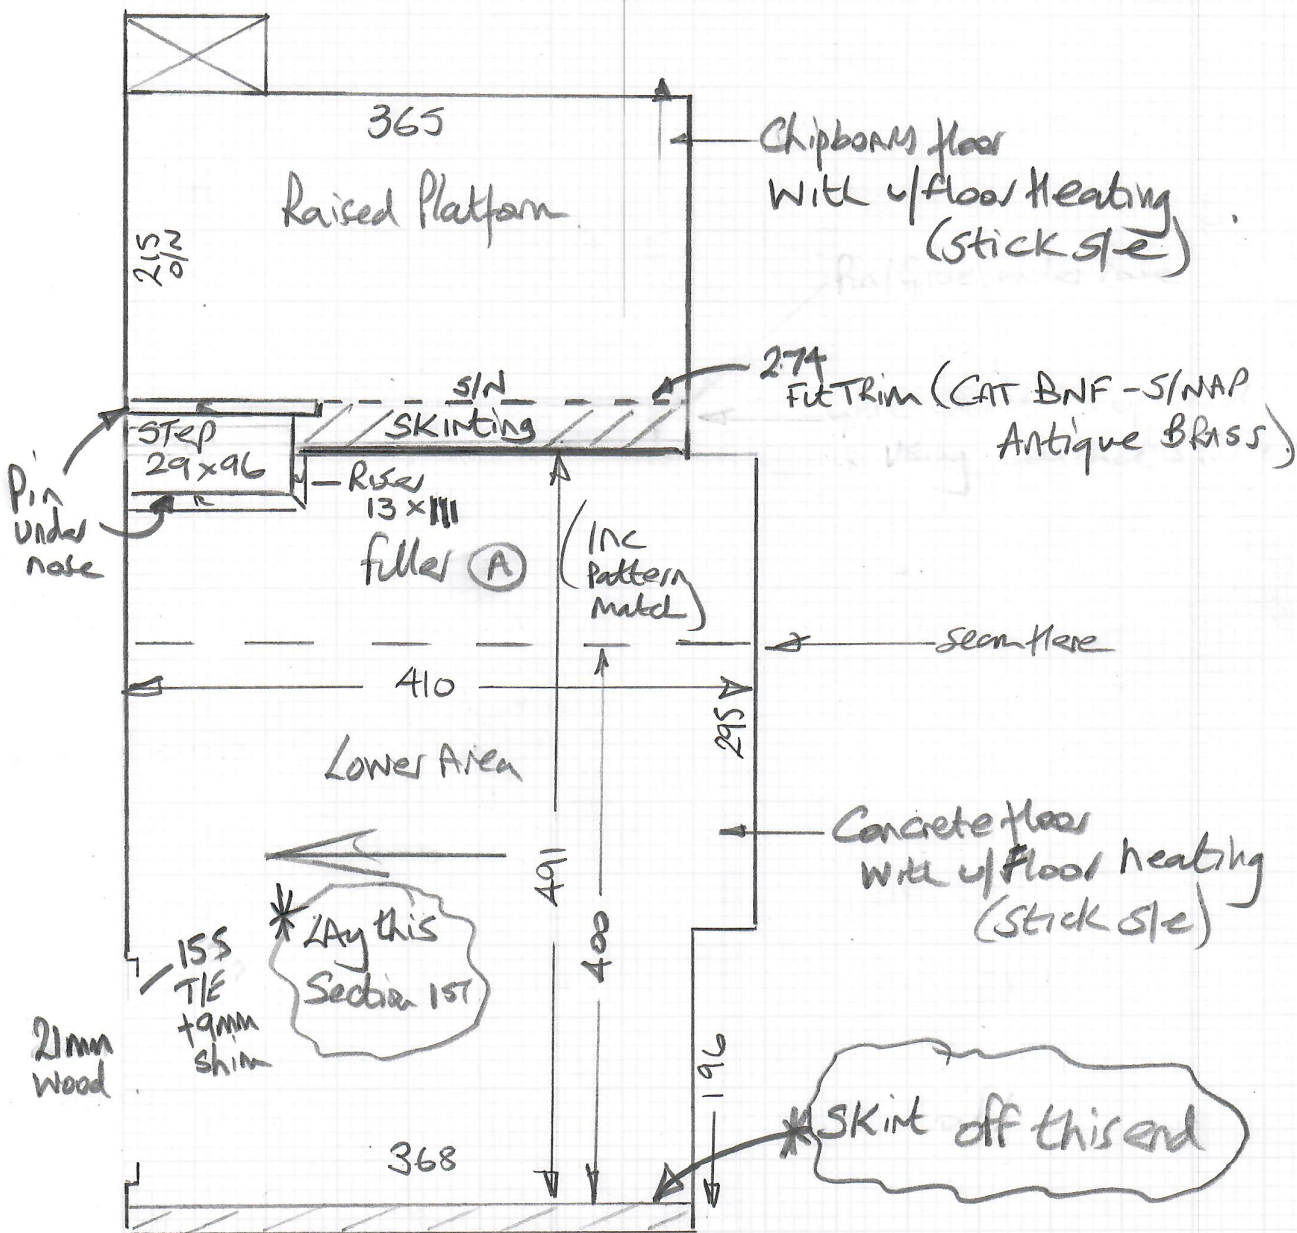 365
Raised Platform
215
O/N
Chipboard floor
With u/floor Heating
(Stick s/e)
S/N
SKirting
274
FutTRim (CAT BNF - S/NAP
Antique BRASS)
STep
29 x 96
Riser
13 x 111
Pin
under
nose
filler A
(Inc
Pattern
Match)
Seam Here
410
295
Lower Area
491
400
Concrete floor
With u/Floor heating
(Stick s/e)
* LAy this
Section 1ST
155
T/E
+9mm
shim
21mm
Wood
196
* SKirt off this end
368